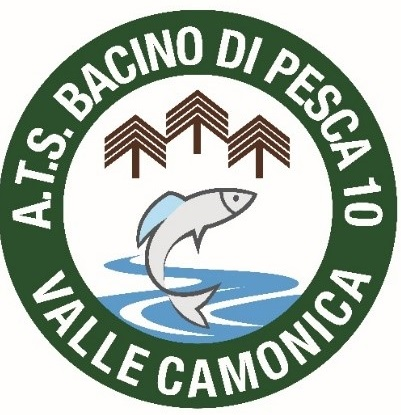 A.T.S. BACINO DI PESCA 10
VALLE CAMONICA